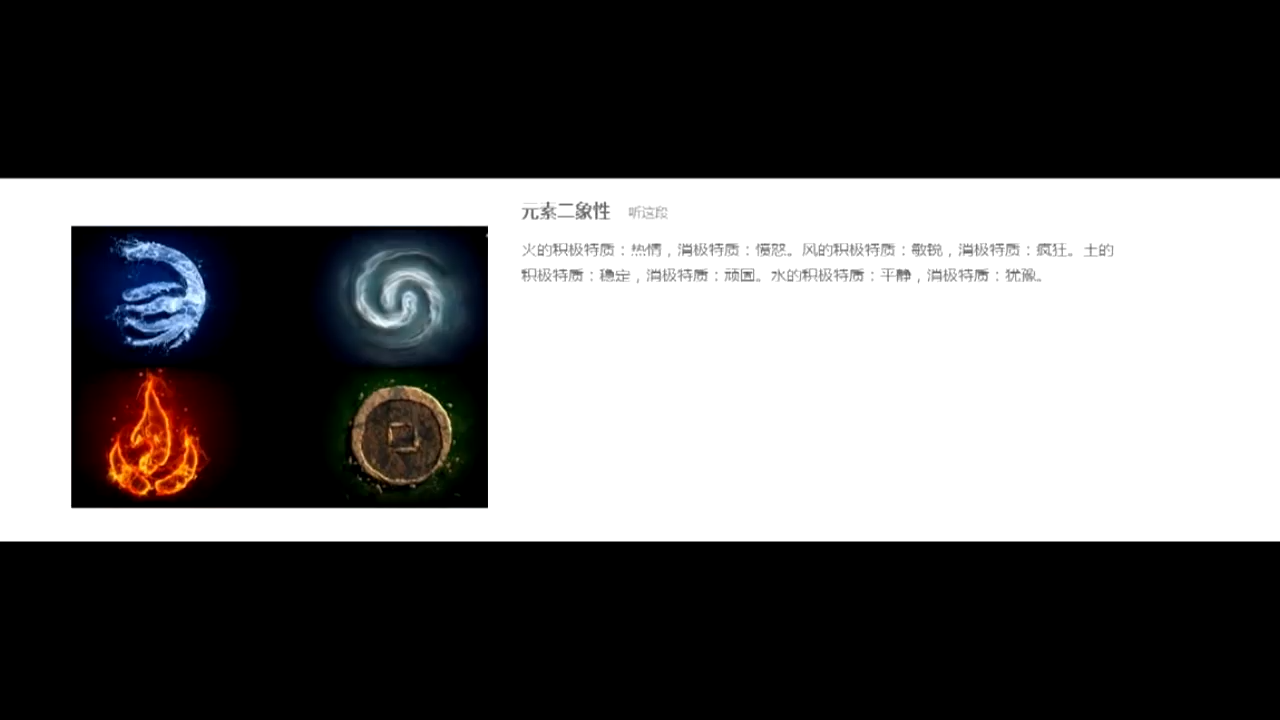 元素二象性 听这段
火的积极特质：热情，消极特质：愤怒。风的积极特质：敏锐，消极特质：疯狂。土的
积极特质：稳定，消极特质：顽固。水的积极特质：平静，消极特质：犹豫。